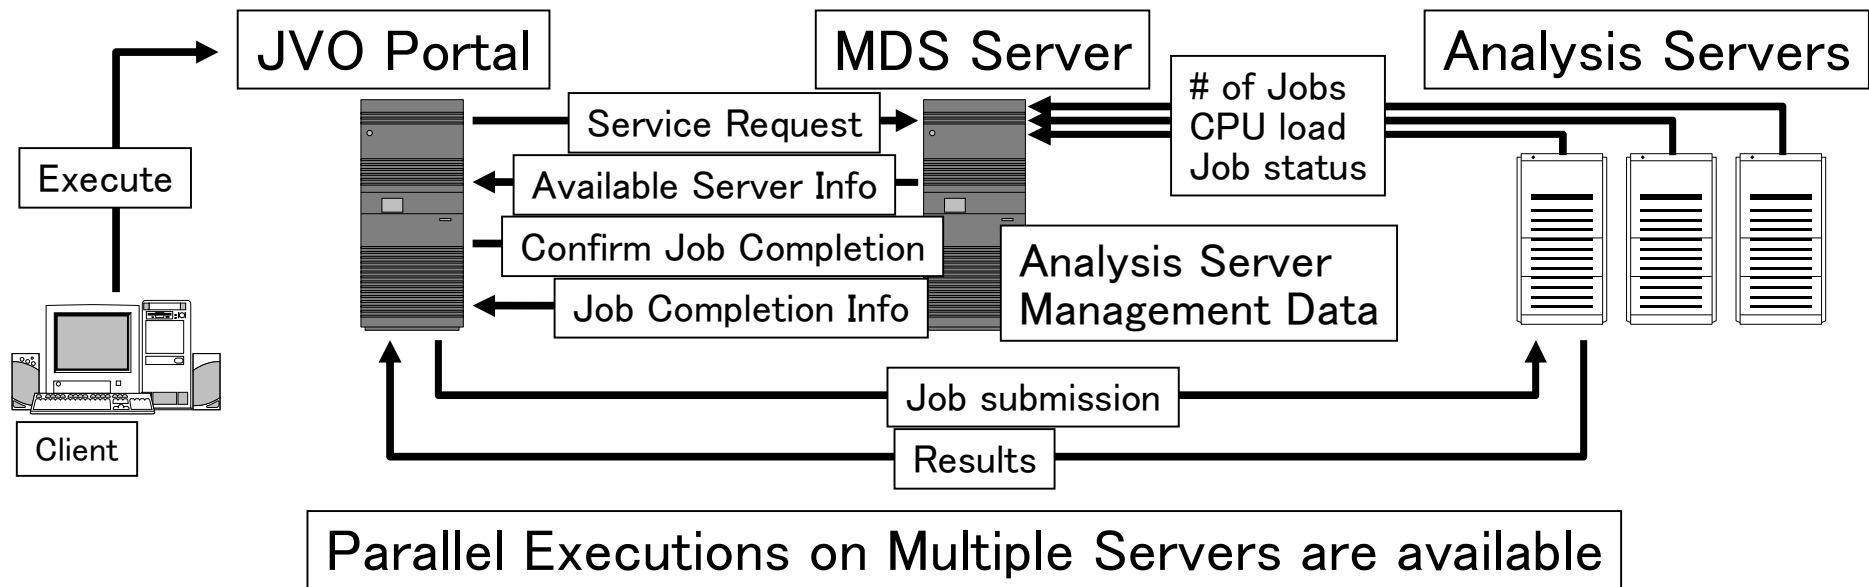 JVO Portal
MDS Server
Analysis Servers
# of Jobs
CPU load
Job status
Service Request
Execute
Available Server Info
Confirm Job Completion
Analysis Server
Management Data
Job Completion Info
Job submission
Client
Results
Parallel Executions on Multiple Servers are available